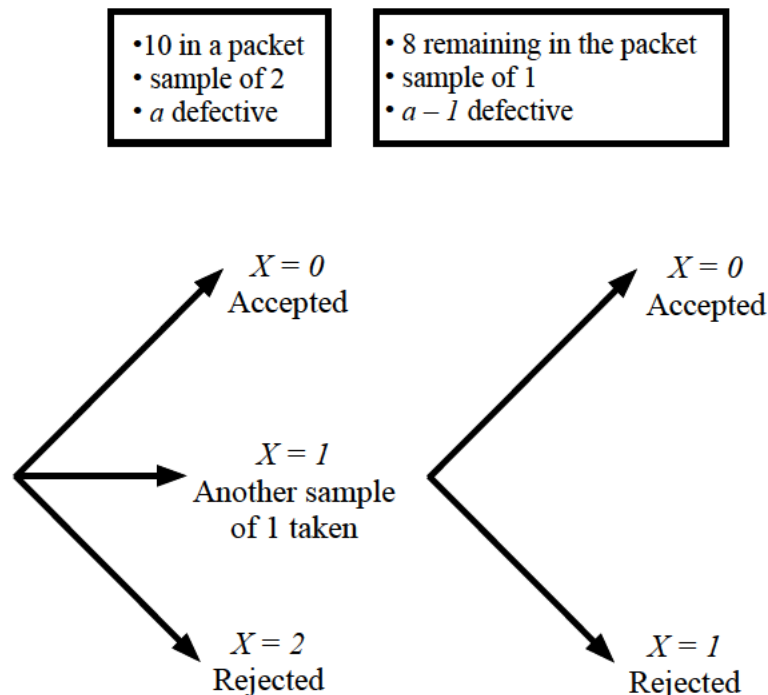 •10 in a packet
• sample of 2
• a defective
• 8 remaining in the packet
• sample of 1
• a – 1 defective
X = 0
Accepted
X = 1
Another sample
of 1 taken
X = 2
Rejected
X = 0
Accepted
X = 1
Rejected